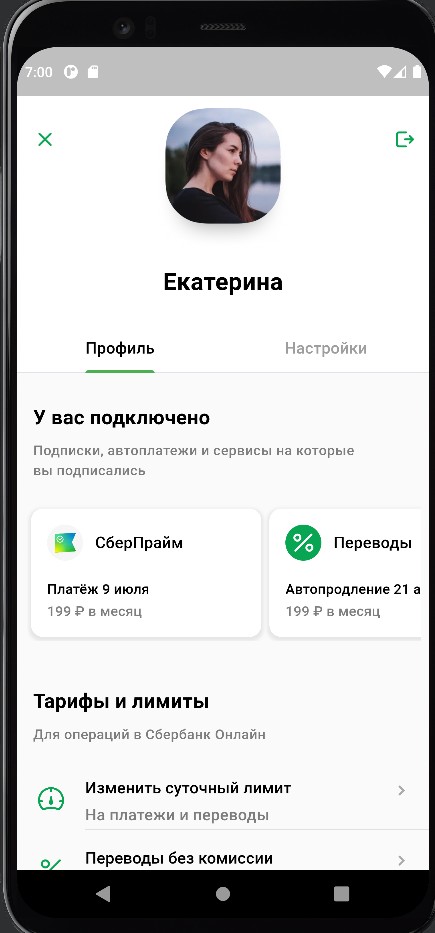 7:00
Екатерина
Профиль
Настройки
У вас подключено
Подписки, автоплатежи и сервисы на которые
вы подписались
СберПрайм
Платёж 9 июля
199 ₽ в месяц
Переводы
Автопродление 21 а
199 ₽ в месяц
Тарифы и лимиты
Для операций в Сбербанк Онлайн
Изменить суточный лимит
На платежи и переводы
Переводы без комиссии